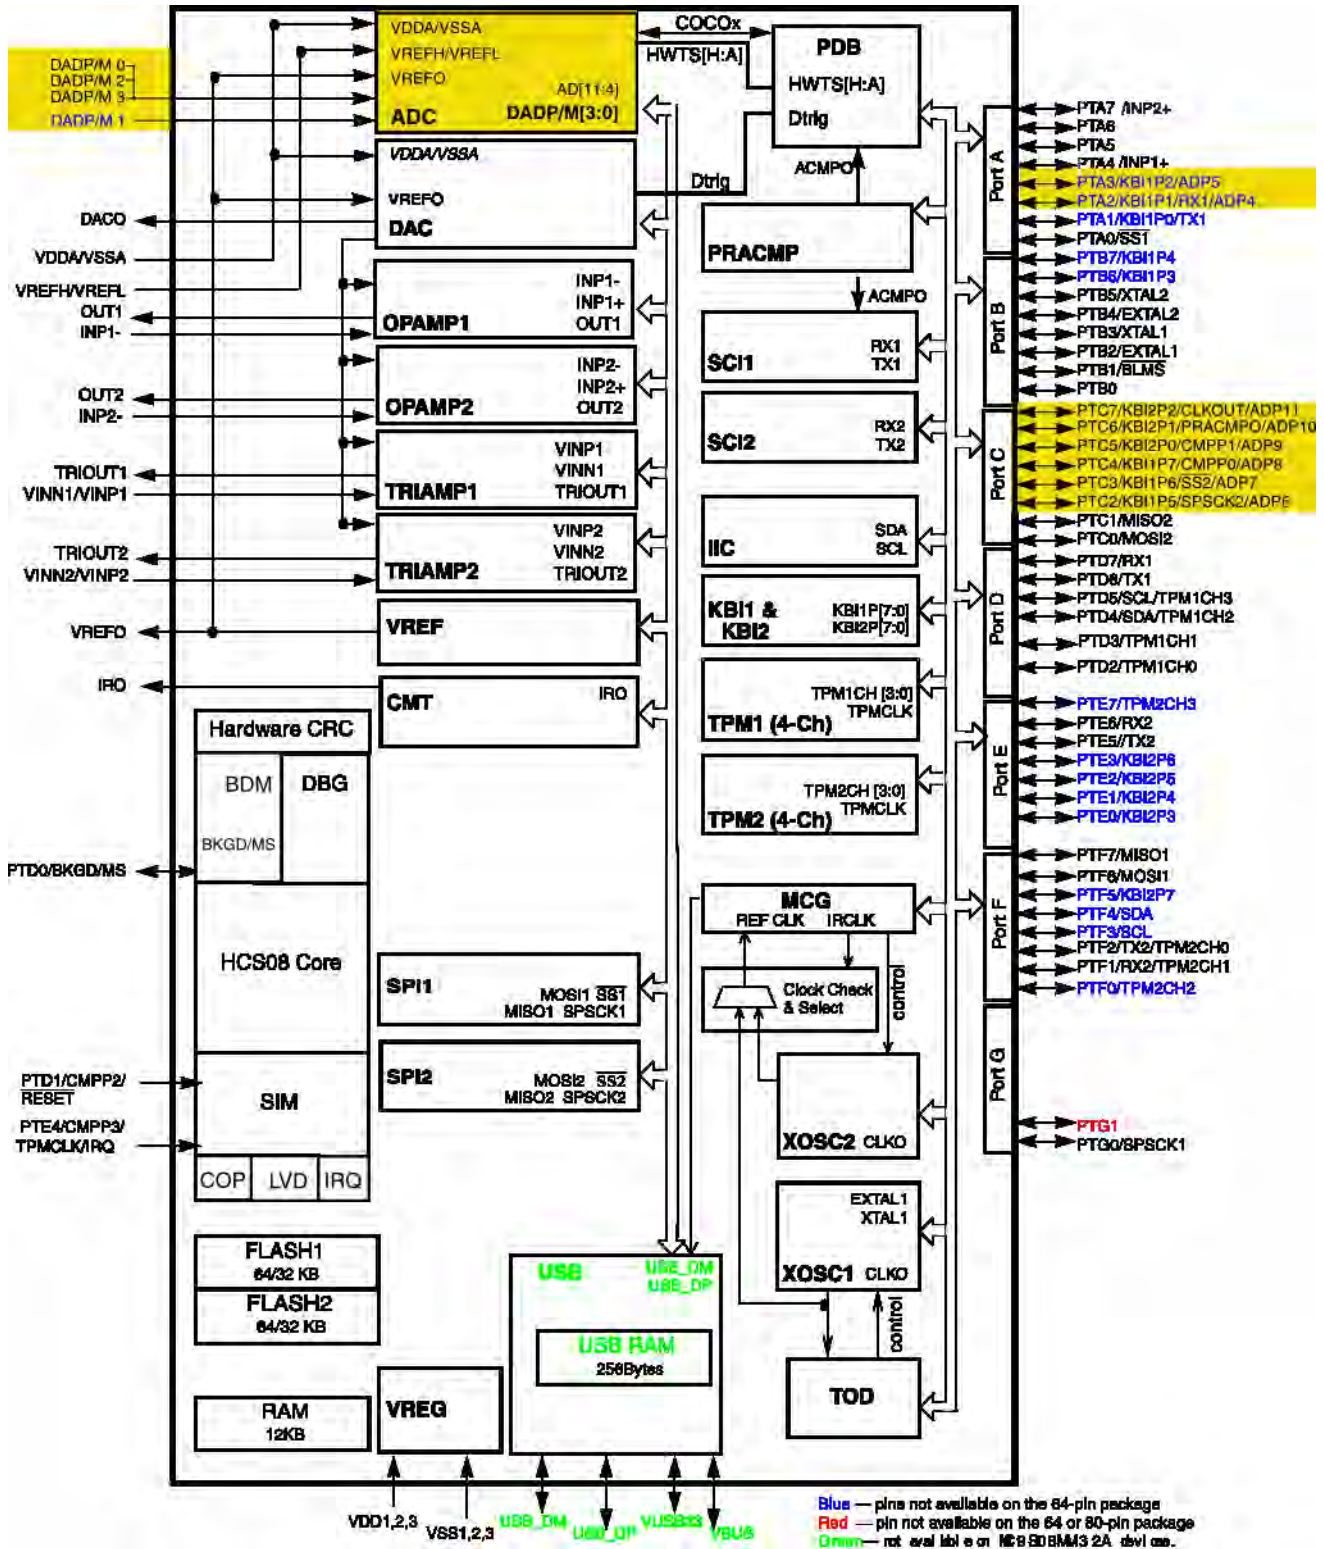 VDDA/VSSA
VREFH/VREFL
VREFO
AD[11:4]
ADC
DADP/M[3:0]
DADP/M 0
DADP/M 2
DADP/M 3
DADP/M 1
COCOx
HWTS[H:A]
PDB
HWTS[H:A]
Dtrig
ACMPO
VDDA/VSSA
VREFO
DAC
Dtrig
DACO
VDDA/VSSA
VREFH/VREFL
OUT1
INP1-
INP1-
INP1+
OUT1
OPAMP1
OUT2
INP2-
INP2-
INP2+
OUT2
OPAMP2
TRIOUT1
VINN1/VINP1
VINP1
VINN1
TRIOUT1
TRIAMP1
TRIOUT2
VINN2/VINP2
VINP2
VINN2
TRIOUT2
TRIAMP2
VREFO
VREF
IRO
CMT
IRO
Hardware CRC
BDM
DBG
BKGD/MS
PTD0/BKGD/MS
HCS08 Core
SIM
PTD1/CMPP2/
RESET
PTE4/CMPP3/
TPMCLK/IRQ
COP
LVD
IRQ
FLASH1
64/32 KB
FLASH2
64/32 KB
RAM
12KB
SPI1
MOSI1 SS1
MISO1 SPSCK1
SPI2
MOSI2 SS2
MISO2 SPSCK2
VREG
VDD1,2,3
VSS1,2,3
USB
USB_DM
USB_DP
USB RAM
256Bytes
USB_DM
USB_DP
VUSB33
VBUS
PRACMP
ACMPO
SCI1
RX1
TX1
SCI2
RX2
TX2
IIC
SDA
SCL
KBI1 &
KBI2
KBI1P[7:0]
KBI2P[7:0]
TPM1CH [3:0]
TPMCLK
TPM1 (4-Ch)
TPM2CH [3:0]
TPMCLK
TPM2 (4-Ch)
MCG
REF CLK IRCLK
Clock Check
& Select
control
XOSC2 CLKO
EXTAL1
XTAL1
XOSC1 CLKO
control
TOD
Port A
PTA7 /INP2+
PTA6
PTA5
PTA4 /INP1+
PTA3/KBI1P2/ADP5
PTA2/KBI1P1/RX1/ADP4
PTA1/KBI1P0/TX1
PTA0/SS1
Port B
PTB7/KBI1P4
PTB6/KBI1P3
PTB5/XTAL2
PTB4/EXTAL2
PTB3/XTAL1
PTB2/EXTAL1
PTB1/BLMS
PTB0
Port C
PTC7/KBI2P2/CLKOUT/ADP11
PTC6/KBI2P1/PRACMPO/ADP10
PTC5/KBI2P0/CMPP1/ADP9
PTC4/KBI1P7/CMPP0/ADP8
PTC3/KBI1P6/SS2/ADP7
PTC2/KBI1P5/SPSCK2/ADP6
PTC1/MISO2
PTC0/MOSI2
Port D
PTD7/RX1
PTD6/TX1
PTD5/SCL/TPM1CH3
PTD4/SDA/TPM1CH2
PTD3/TPM1CH1
PTD2/TPM1CH0
Port E
PTE7/TPM2CH3
PTE6/RX2
PTE5//TX2
PTE3/KBI2P6
PTE2/KBI2P5
PTE1/KBI2P4
PTE0/KBI2P3
Port F
PTF7/MISO1
PTF6/MOSI1
PTF5/KBI2P7
PTF4/SDA
PTF3/SCL
PTF2/TX2/TPM2CH0
PTF1/RX2/TPM2CH1
PTF0/TPM2CH2
Port G
PTG1
PTG0/SPSCK1
Blue — pins not available on the 64-pin package
Red — pin not available on the 64 or 80-pin package
Green — not available on MC9S08MM32A devices.